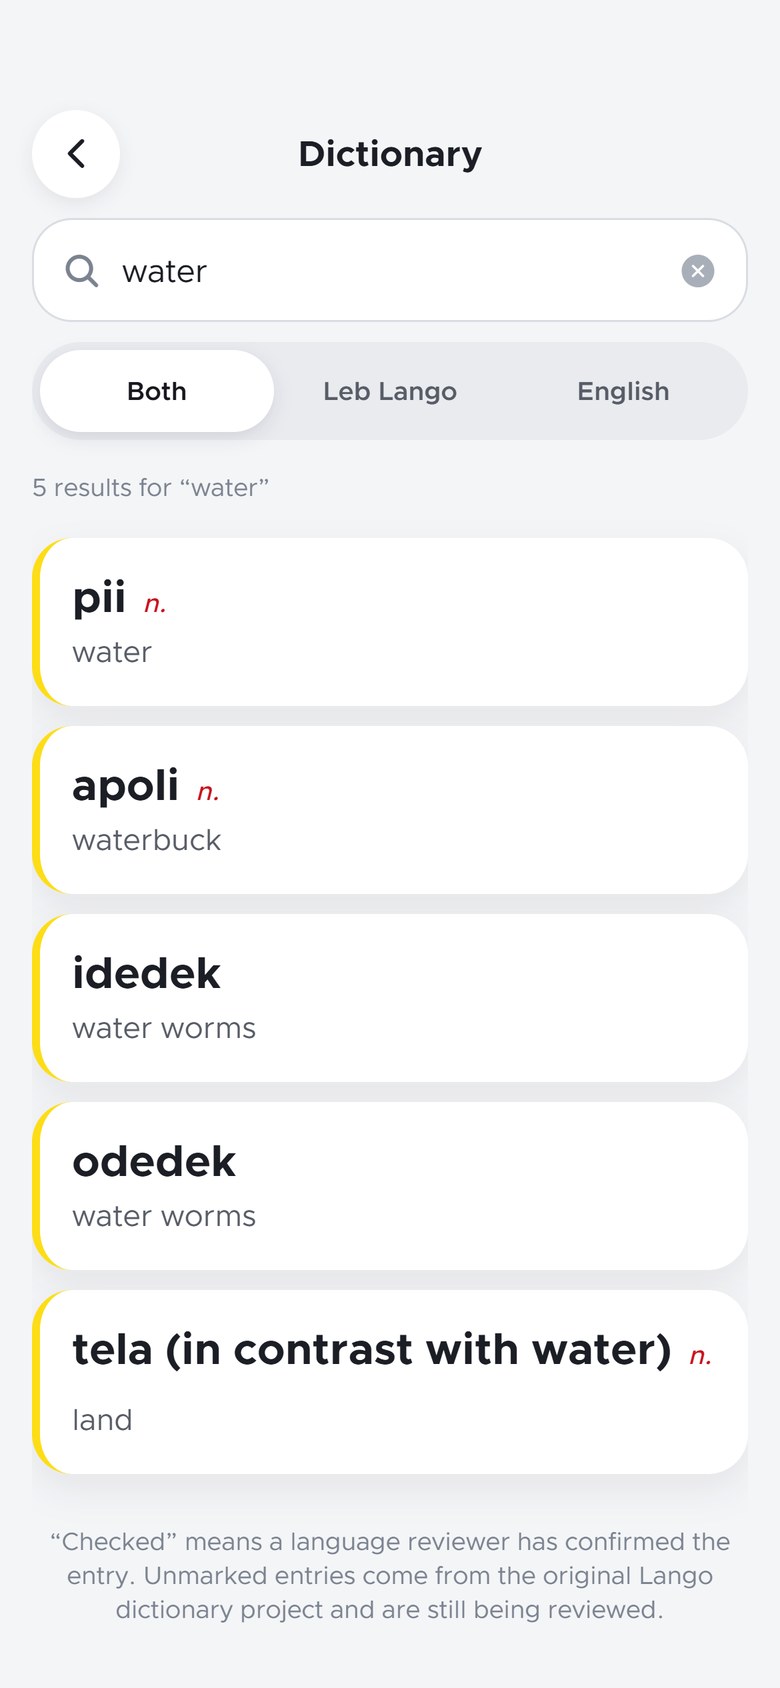 Dictionary
water
Both
Leb Lango
English
5 results for “water”
pii n.
water
apoli n.
waterbuck
idedek
water worms
odedek
water worms
tela (in contrast with water) n.
land
“Checked” means a language reviewer has confirmed the
entry. Unmarked entries come from the original Lango
dictionary project and are still being reviewed.